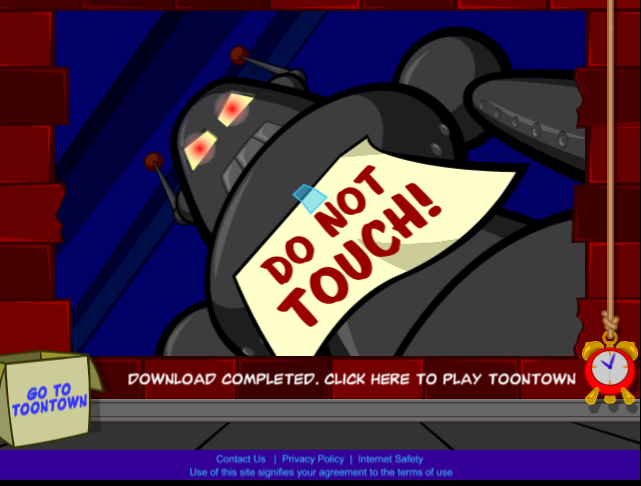 DO NOT
TOUCH!
GO TO
TOONTOWN
DOWNLOAD COMPLETED. CLICK HERE TO PLAY TOONTOWN
Contact Us | Privacy Policy | Internet Safety
Use of this site signifies your agreement to the terms of use